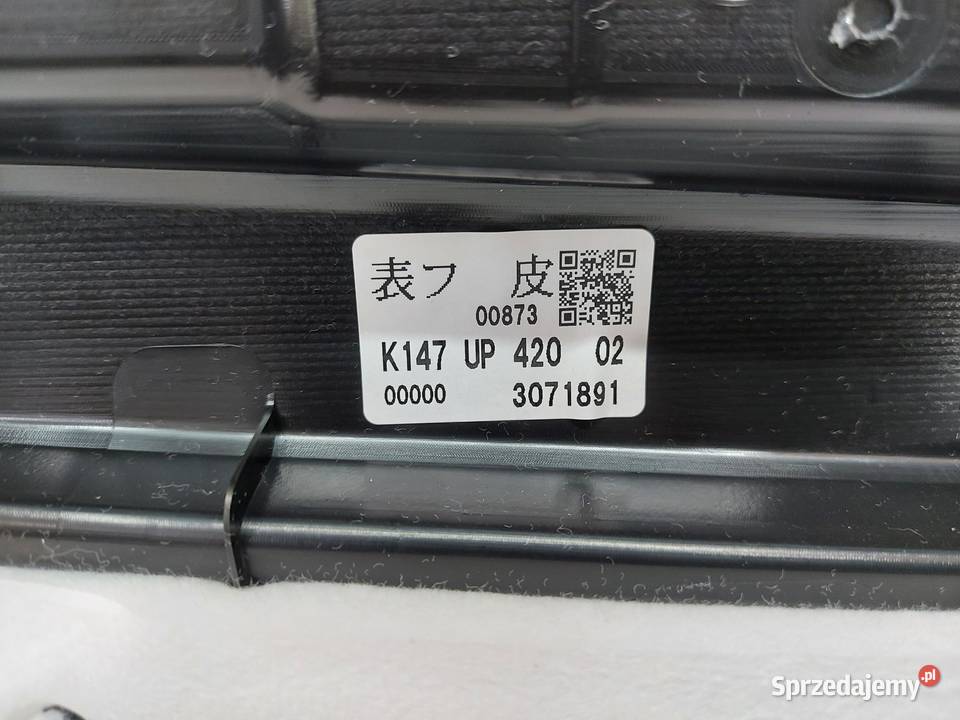 表フ 皮
00873
K147 UP 420 02
00000 3071891
Sprzedajemy.pl